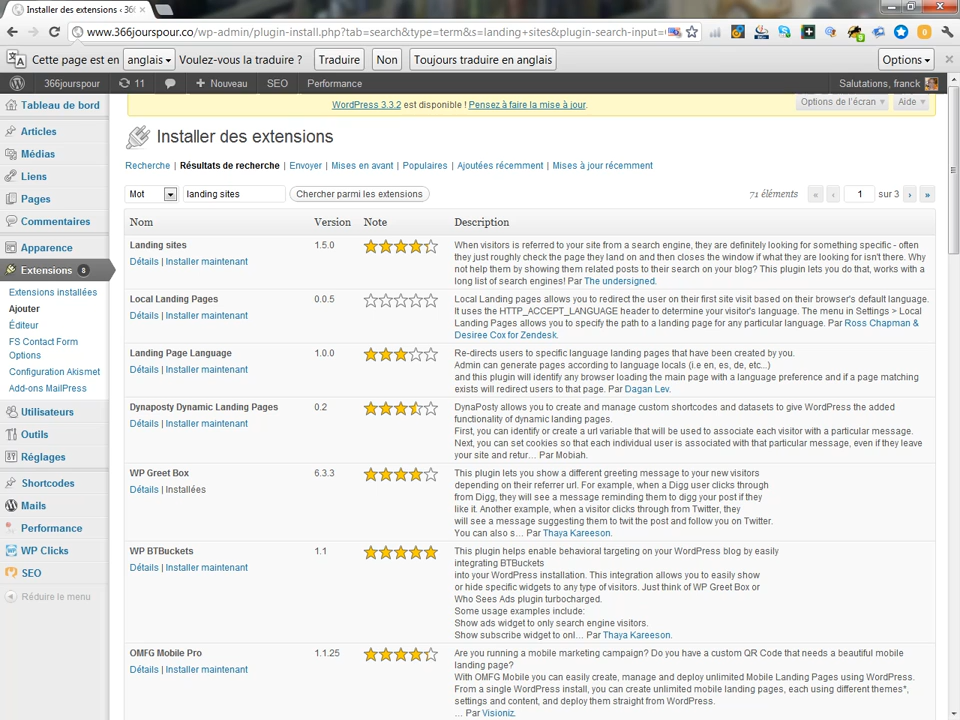 Installer des extensions ‹ 366
www.366jourspour.co/wp-admin/plugin-install.php?tab=search&type=term&s=landing+sites&plugin-search-input=
Cette page est en anglais Voulez-vous la traduire ? Traduire Non Toujours traduire en anglais Options
366jourspour 11 + Nouveau SEO Performance Salutations, franck
WordPress 3.3.2 est disponible ! Pensez à faire la mise à jour.
Options de l'écran Aide
Tableau de bord
Articles
Médias
Liens
Pages
Commentaires
Apparence
Extensions 8
Extensions installées
Ajouter
Éditeur
FS Contact Form
Options
Configuration Akismet
Add-ons MailPress
Utilisateurs
Outils
Réglages
Shortcodes
Mails
Performance
WP Clicks
SEO
Réduire le menu
Installer des extensions
Recherche | Résultats de recherche | Envoyer | Mises en avant | Populaires | Ajoutées récemment | Mises à jour récemment
Mot landing sites Chercher parmi les extensions 71 éléments « ‹ 1 sur 3 › »
Nom Version Note Description
Landing sites 1.5.0
Détails | Installer maintenant
When visitors is referred to your site from a search engine, they are definitely looking for something specific - often
they just roughly check the page they land on and then closes the window if what they are looking for isn't there. Why
not help them by showing them related posts to their search on your blog? This plugin lets you do that, works with a
long list of search engines! Par The undersigned.
Local Landing Pages 0.0.5
Détails | Installer maintenant
Local Landing pages allows you to redirect the user on their first site visit based on their browser's default language.
It uses the HTTP_ACCEPT_LANGUAGE header to determine your visitor's language. The menu in Settings > Local
Landing Pages allows you to specify the path to a landing page for any particular language. Par Ross Chapman &
Desiree Cox for Zendesk.
Landing Page Language 1.0.0
Détails | Installer maintenant
Re-directs users to specific language landing pages that have been created by you.
Admin can generate pages according to language locals (i.e en, es, de, etc...)
and this plugin will identify any browser loading the main page with a language preference and if a page matching
exists will redirect users to that page. Par Dagan Lev.
Dynaposty Dynamic Landing Pages 0.2
Détails | Installer maintenant
DynaPosty allows you to create and manage custom shortcodes and datasets to give WordPress the added
functionality of dynamic landing pages.
First, you can identify or create a url variable that will be used to associate each visitor with a particular message.
Next, you can set cookies so that each individual user is associated with that particular message, even if they leave
your site and retur… Par Mobiah.
WP Greet Box 6.3.3
Détails | Installées
This plugin lets you show a different greeting message to your new visitors
depending on their referrer url. For example, when a Digg user clicks through
from Digg, they will see a message reminding them to digg your post if they
like it. Another example, when a visitor clicks through from Twitter, they
will see a message suggesting them to twit the post and follow you on Twitter.
You can also s… Par Thaya Kareeson.
WP BTBuckets 1.1
Détails | Installer maintenant
This plugin helps enable behavioral targeting on your WordPress blog by easily
integrating BTBuckets
into your WordPress installation. This integration allows you to easily show
or hide specific widgets to any type of visitors. Just think of WP Greet Box or
Who Sees Ads plugin turbocharged.
Some usage examples include:
Show ads widget to only search engine visitors.
Show subscribe widget to onl… Par Thaya Kareeson.
OMFG Mobile Pro 1.1.25
Détails | Installer maintenant
Are you running a mobile marketing campaign? Do you have a custom QR Code that needs a beautiful mobile
landing page?
With OMFG Mobile you can easily create, manage and deploy unlimited Mobile Landing Pages using WordPress.
From a single WordPress install, you can create unlimited mobile landing pages, each using different themes*,
settings and content, and deploy them straight from WordPress.
… Par Visioniz.